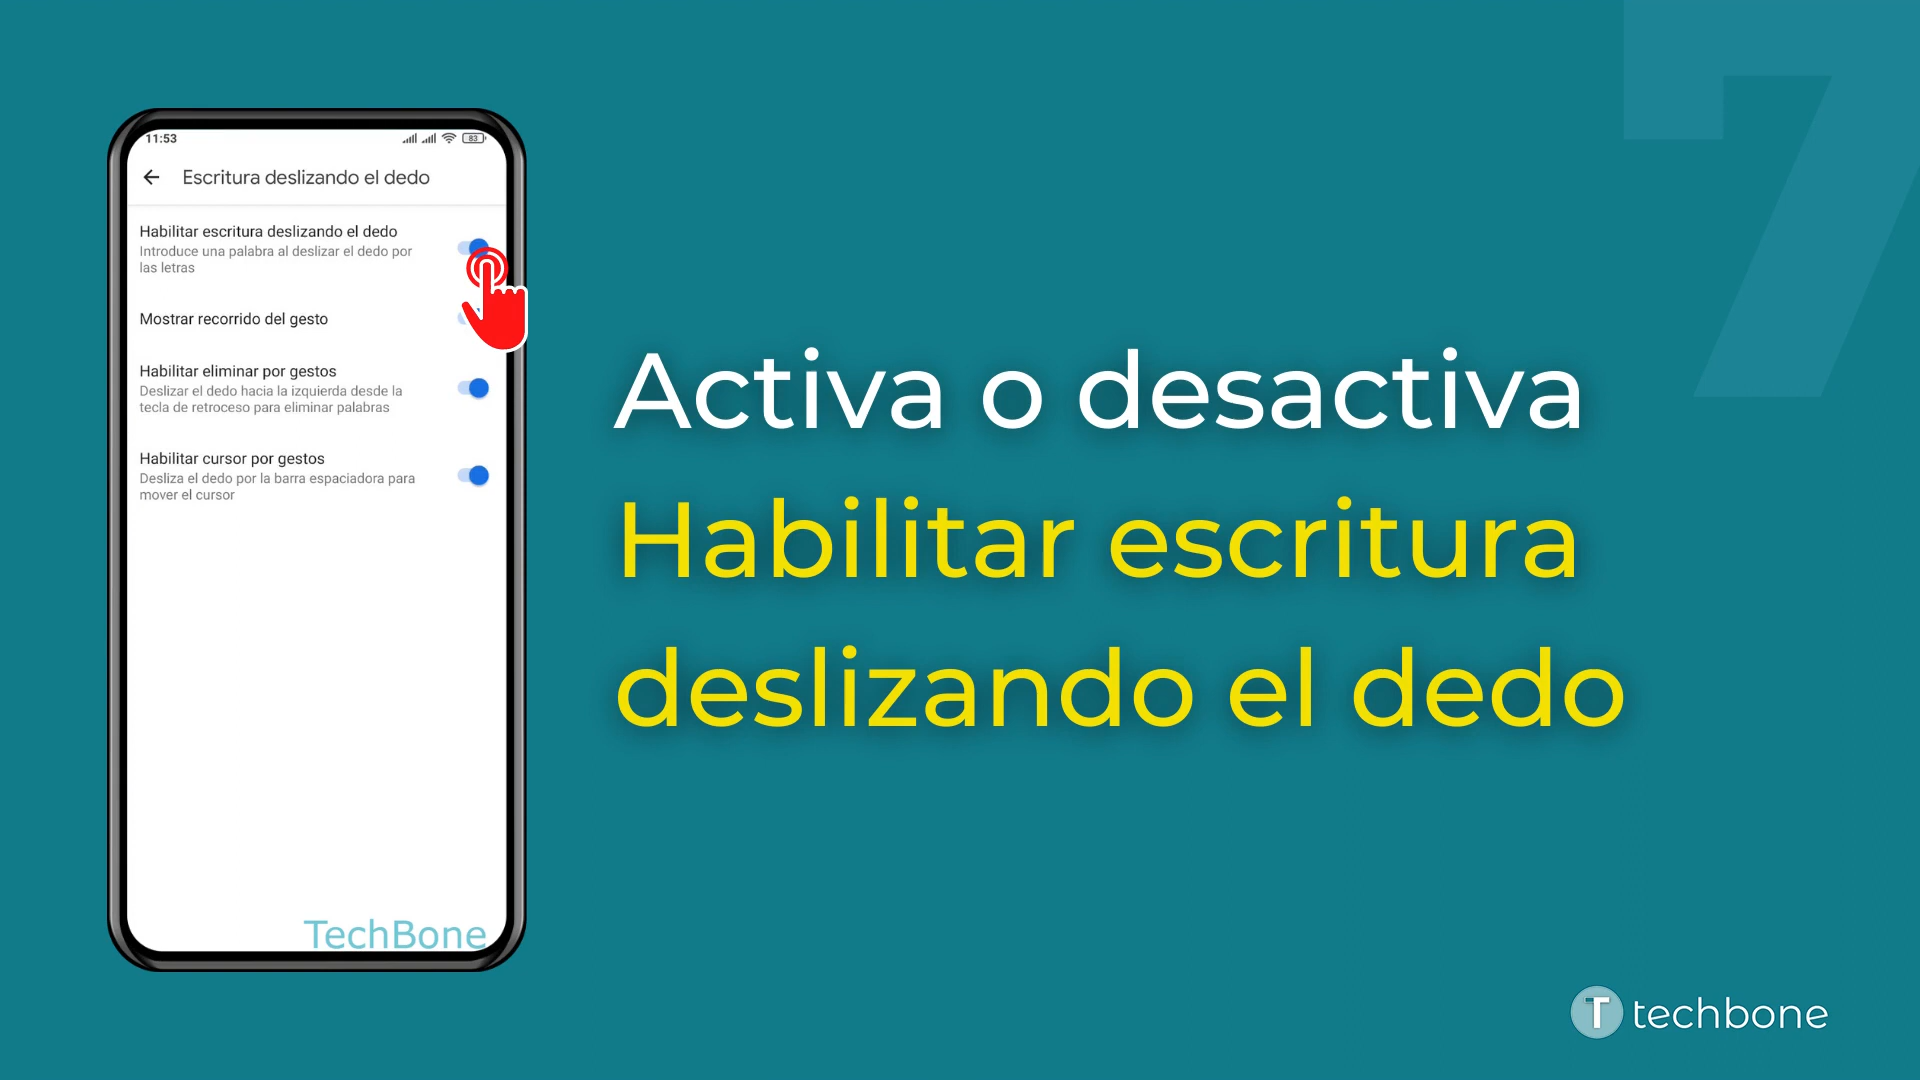 7
11:53
83
Escritura deslizando el dedo
Habilitar escritura deslizando el dedo
Introduce una palabra al deslizar el dedo por
las letras
Mostrar recorrido del gesto
Habilitar eliminar por gestos
Deslizar el dedo hacia la izquierda desde la
tecla de retroceso para eliminar palabras
Habilitar cursor por gestos
Desliza el dedo por la barra espaciadora para
mover el cursor
TechBone
Activa o desactiva
Habilitar escritura
deslizando el dedo
T techbone